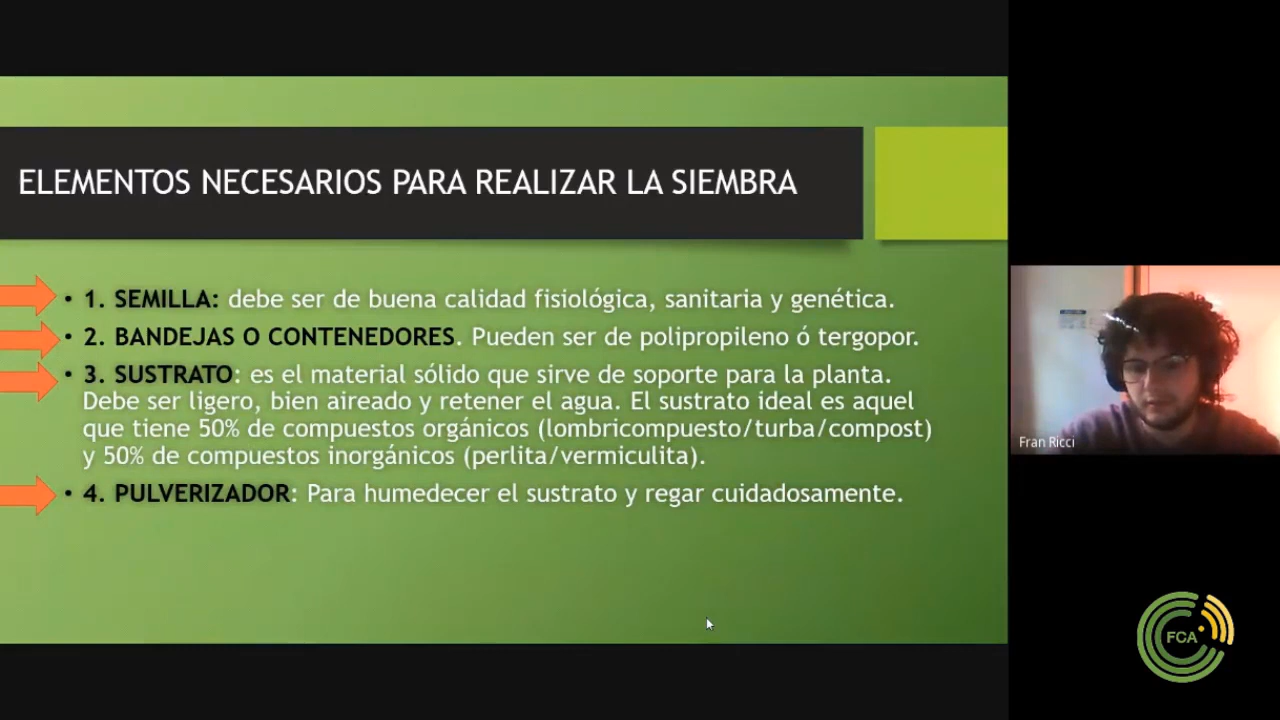 ELEMENTOS NECESARIOS PARA REALIZAR LA SIEMBRA
• 1. SEMILLA: debe ser de buena calidad fisiológica, sanitaria y genética.
• 2. BANDEJAS O CONTENEDORES. Pueden ser de polipropileno ó tergopor.
• 3. SUSTRATO: es el material sólido que sirve de soporte para la planta.
Debe ser ligero, bien aireado y retener el agua. El sustrato ideal es aquel
que tiene 50% de compuestos orgánicos (lombricompuesto/turba/compost)
y 50% de compuestos inorgánicos (perlita/vermiculita).
• 4. PULVERIZADOR: Para humedecer el sustrato y regar cuidadosamente.
Fran Ricci
FCA